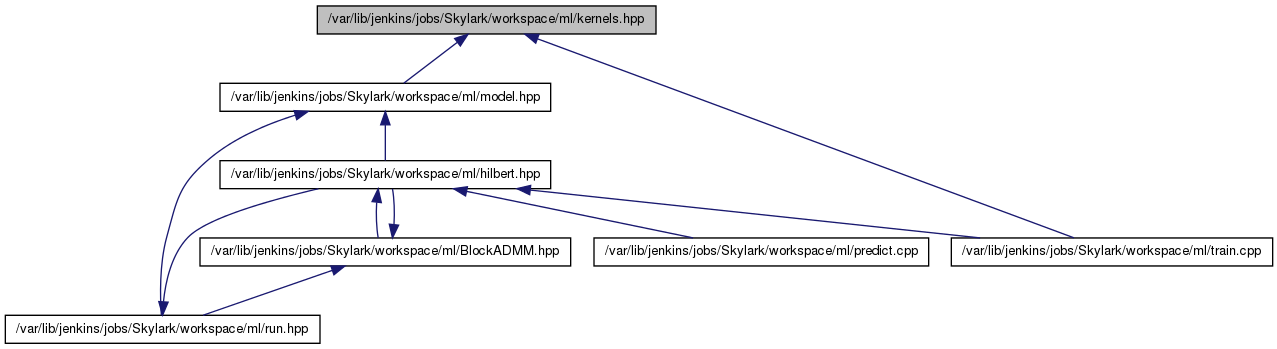 /var/lib/jenkins/jobs/Skylark/workspace/ml/kernels.hpp
/var/lib/jenkins/jobs/Skylark/workspace/ml/model.hpp
/var/lib/jenkins/jobs/Skylark/workspace/ml/hilbert.hpp
/var/lib/jenkins/jobs/Skylark/workspace/ml/BlockADMM.hpp
/var/lib/jenkins/jobs/Skylark/workspace/ml/predict.cpp
/var/lib/jenkins/jobs/Skylark/workspace/ml/train.cpp
/var/lib/jenkins/jobs/Skylark/workspace/ml/run.hpp